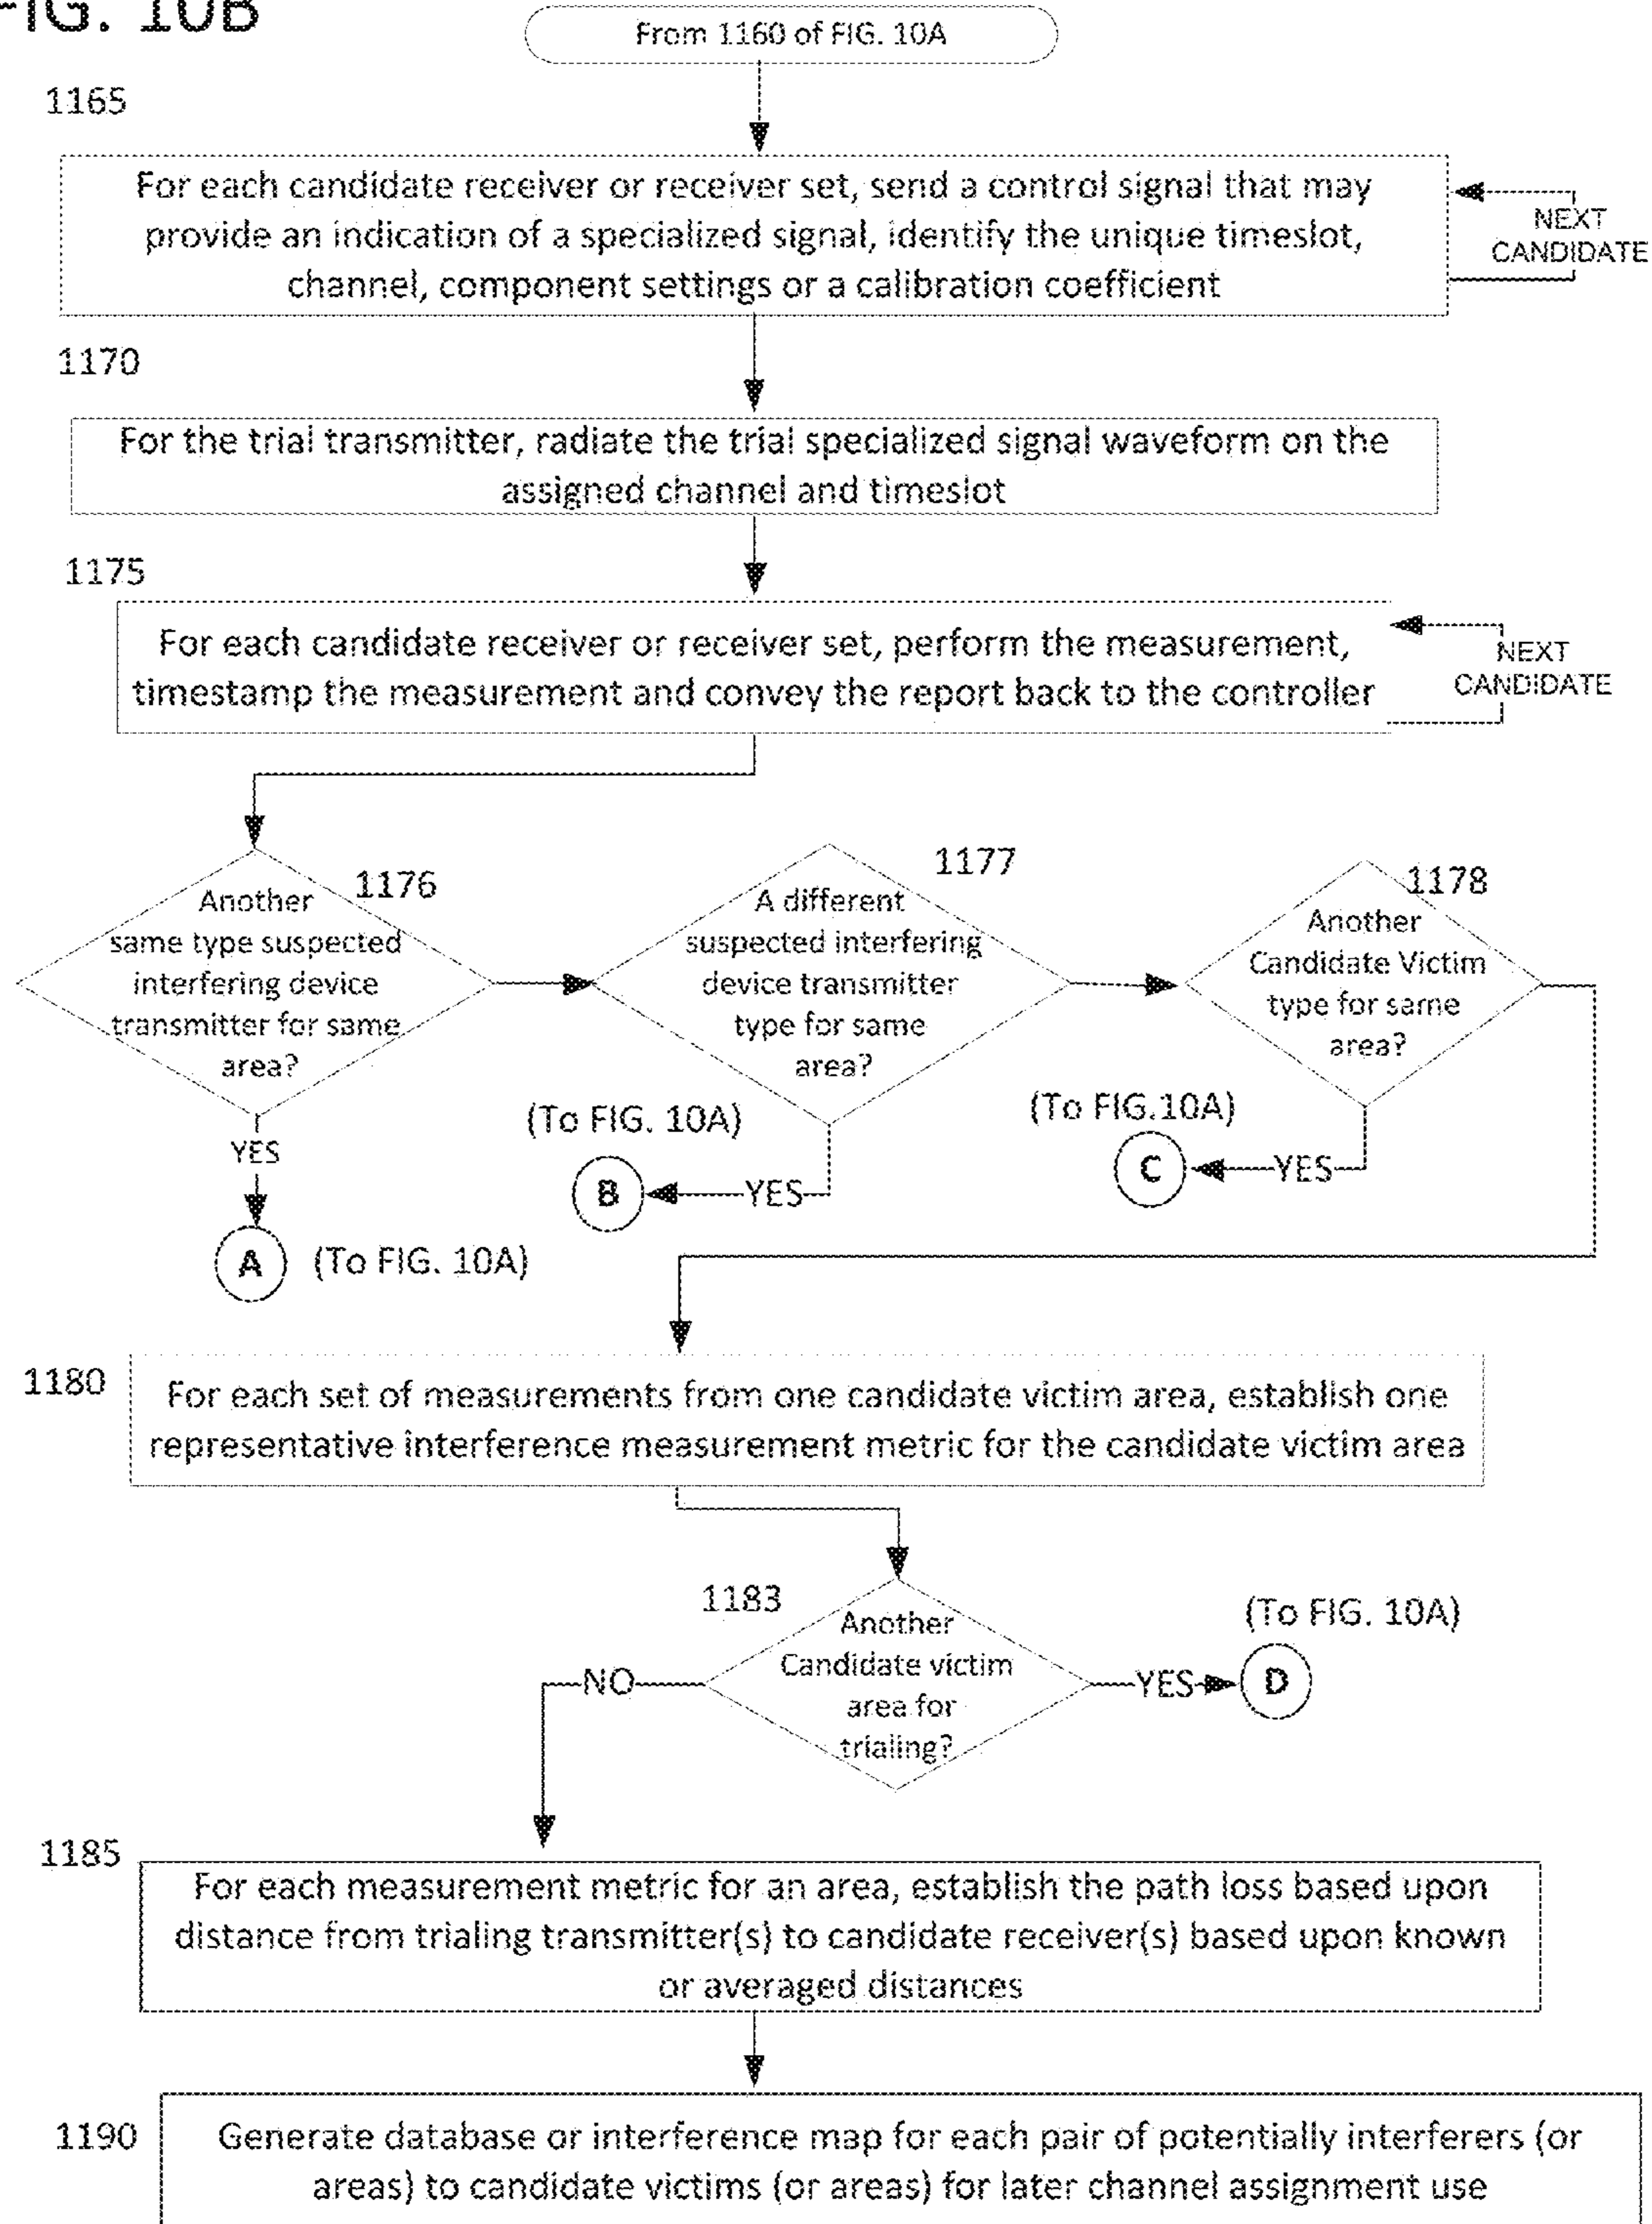 FIG. 10B
From 1160 of FIG. 10A
1165
For each candidate receiver or receiver set, send a control signal that may
provide an indication of a specialized signal, identify the unique timeslot,
channel, component settings or a calibration coefficient
NEXT
CANDIDATE
1170
For the trial transmitter, radiate the trial specialized signal waveform on the
assigned channel and timeslot
1175
For each candidate receiver or receiver set, perform the measurement,
timestamp the measurement and convey the report back to the controller
NEXT
CANDIDATE
1176
Another
same type suspected
interfering device
transmitter for same
area?
YES
A
(To FIG. 10A)
1177
A different
suspected interfering
device transmitter
type for same
area?
(To FIG. 10A)
B
YES
1178
Another
Candidate Victim
type for same
area?
(To FIG.10A)
C
YES
1180
For each set of measurements from one candidate victim area, establish one
representative interference measurement metric for the candidate victim area
1183
Another
Candidate victim
area for
trialing?
NO
YES
D
(To FIG. 10A)
1185
For each measurement metric for an area, establish the path loss based upon
distance from trialing transmitter(s) to candidate receiver(s) based upon known
or averaged distances
1190
Generate database or interference map for each pair of potentially interferers (or
areas) to candidate victims (or areas) for later channel assignment use